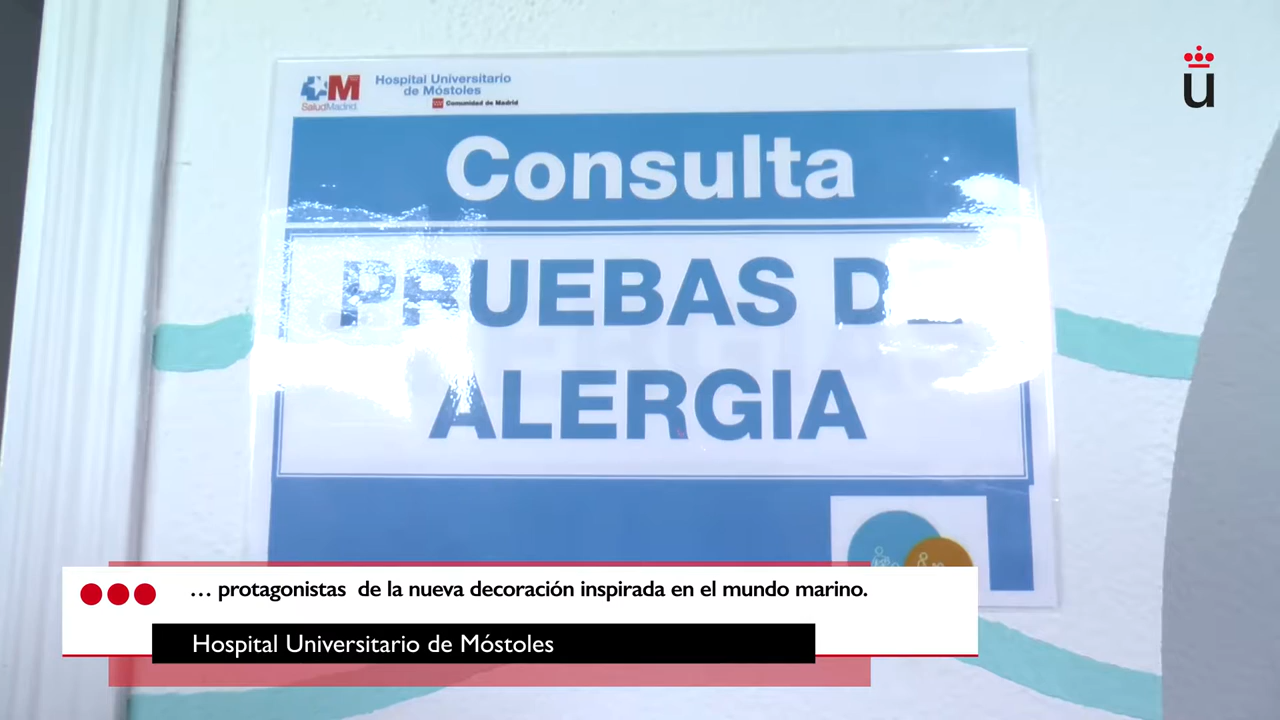 SaludMadrid
Hospital Universitario
de Móstoles
Comunidad de Madrid
Consulta
PRUEBAS DE
ALERGIA
u
… protagonistas de la nueva decoración inspirada en el mundo marino.
Hospital Universitario de Móstoles